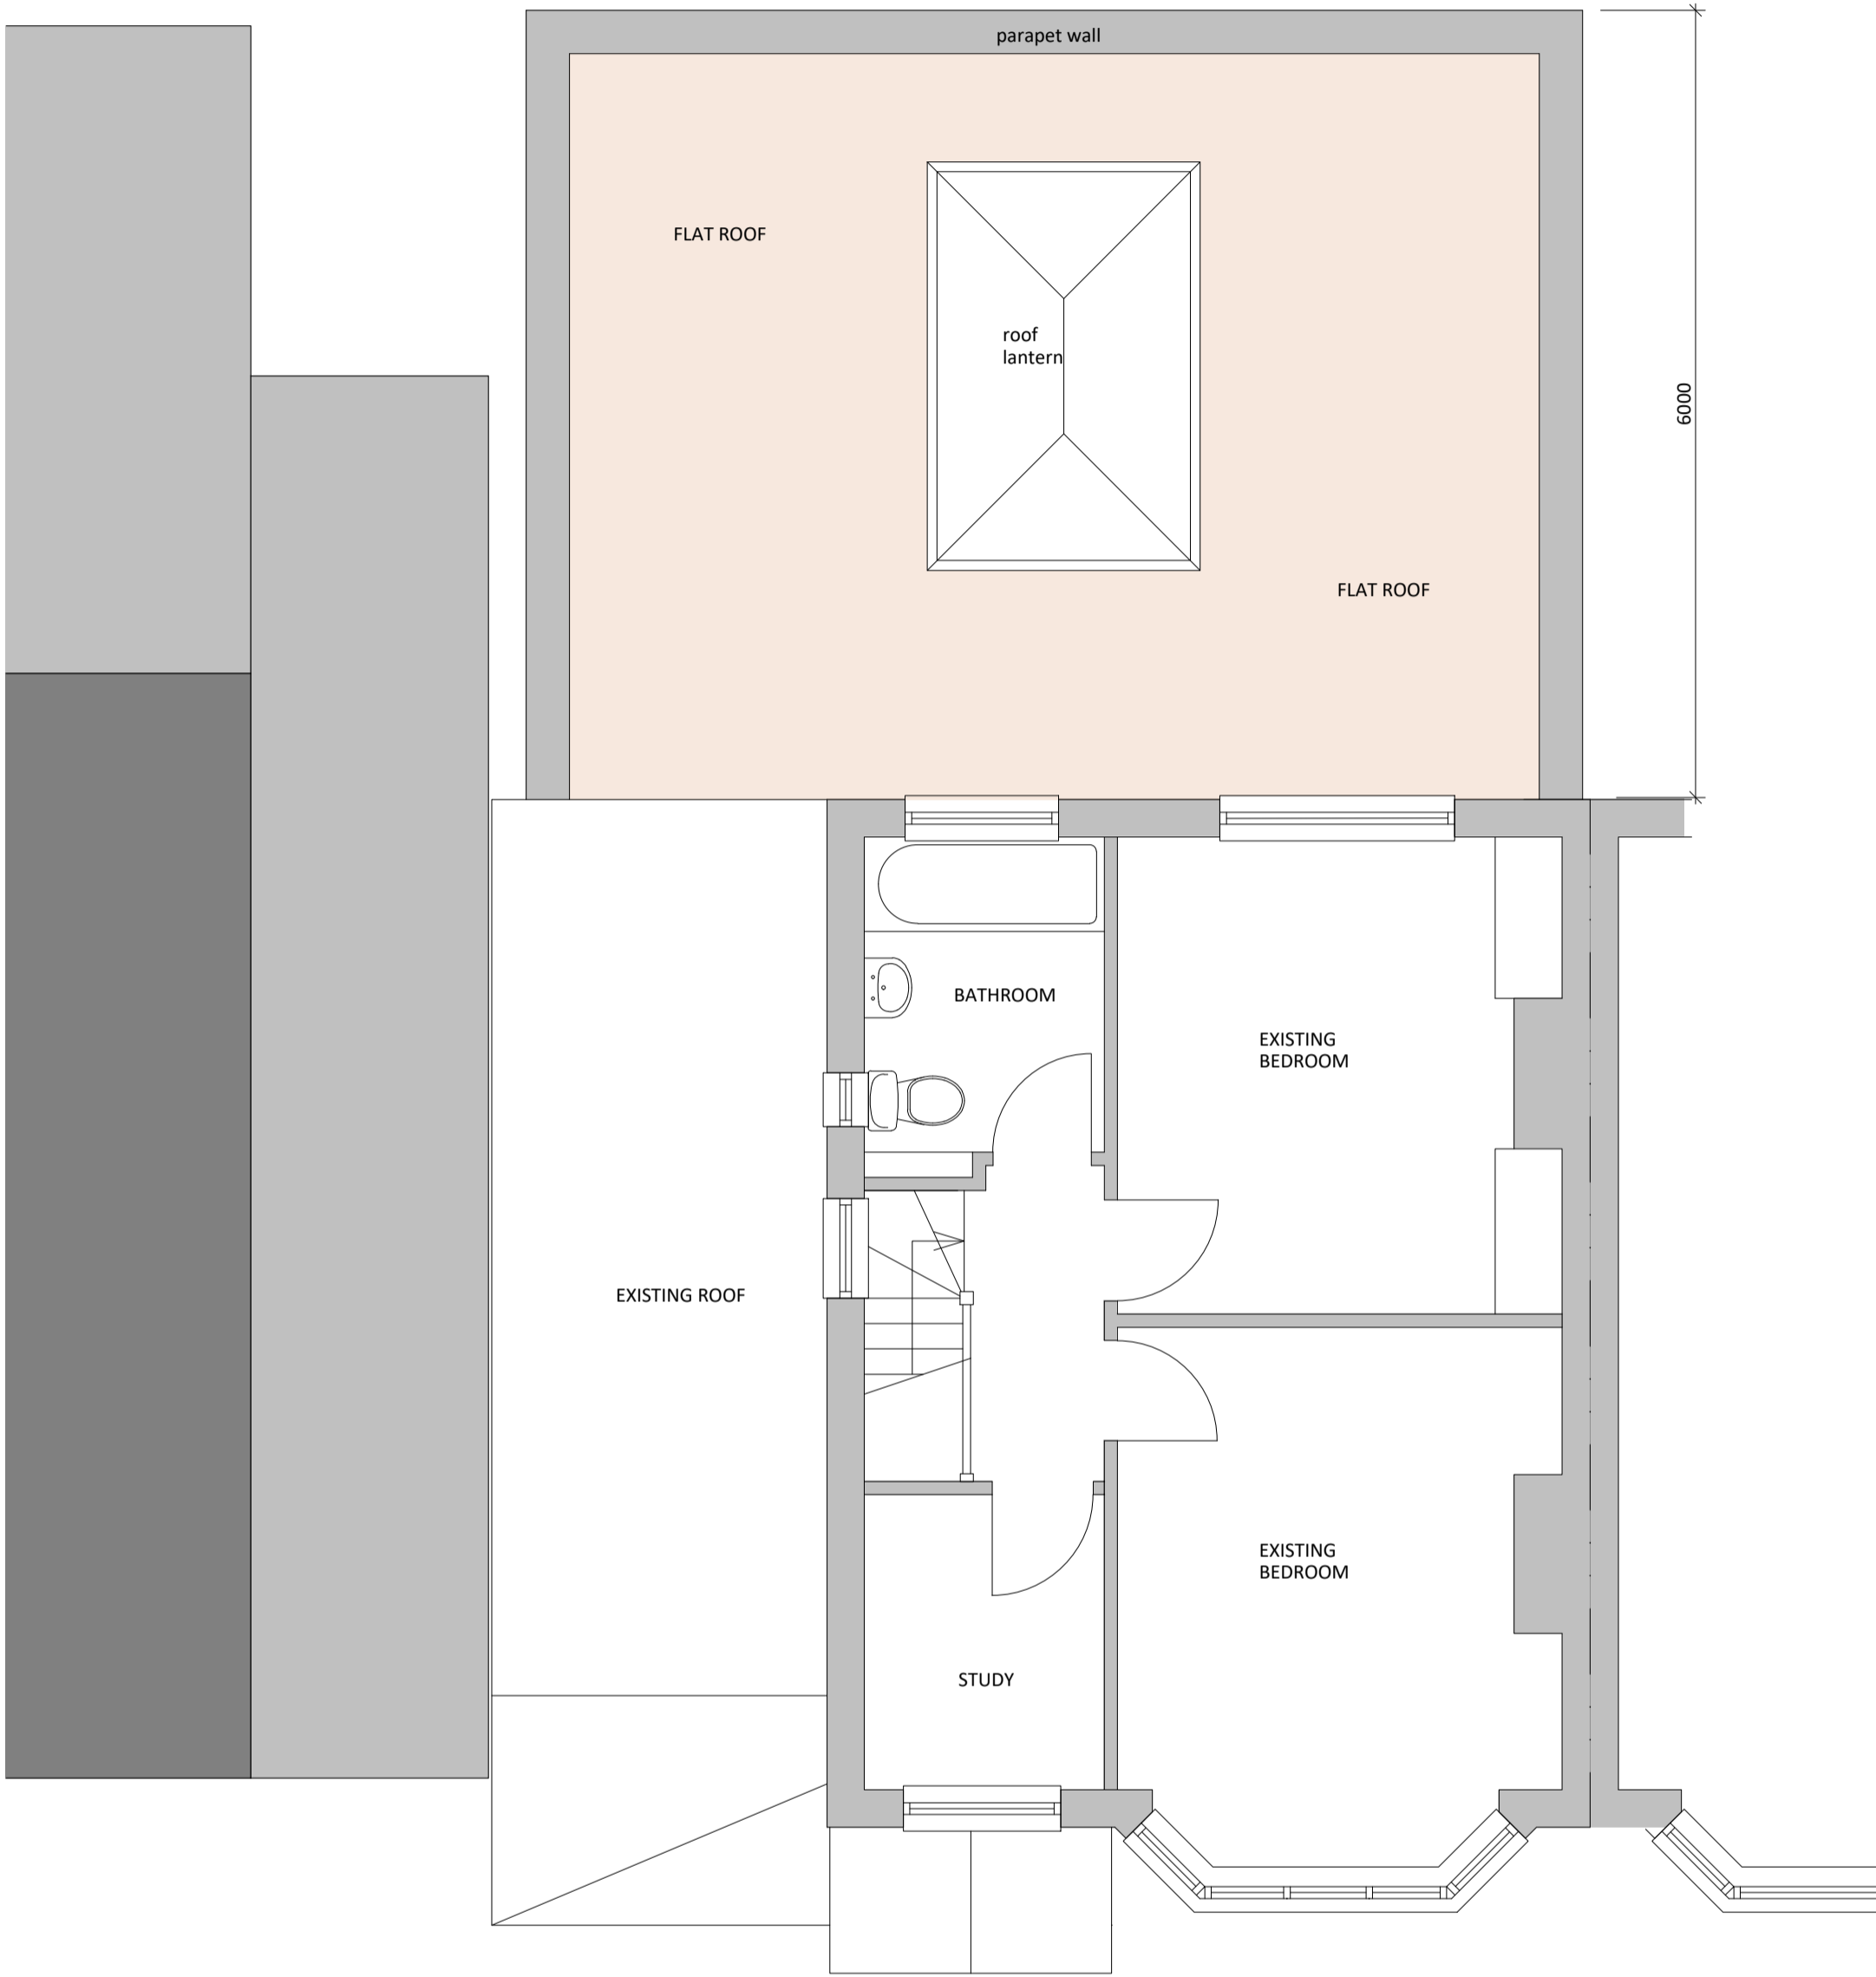 parapet wall
FLAT ROOF
roof
lantern
6000
FLAT ROOF
BATHROOM
EXISTING
BEDROOM
EXISTING ROOF
EXISTING
BEDROOM
STUDY